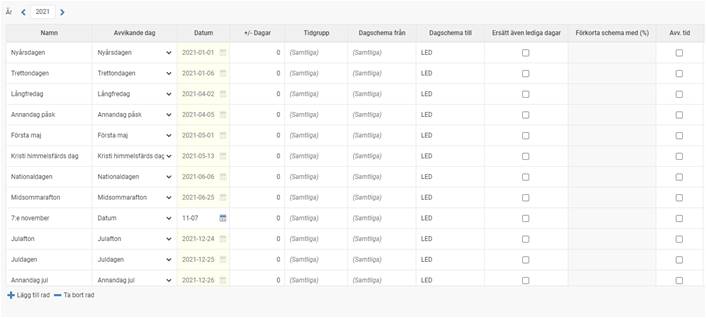 År 2021
Namn Avvikande dag Datum +/- Dagar Tidgrupp Dagschema från Dagschema till Ersätt även lediga dagar Förkorta schema med (%) Avv. tid
Nyårsdagen Nyårsdagen 2021-01-01 0 (Samtliga) (Samtliga) LED
Trettondagen Trettondagen 2021-01-06 0 (Samtliga) (Samtliga) LED
Långfredag Långfredag 2021-04-02 0 (Samtliga) (Samtliga) LED
Annandag påsk Annandag påsk 2021-04-05 0 (Samtliga) (Samtliga) LED
Första maj Första maj 2021-05-01 0 (Samtliga) (Samtliga) LED
Kristi himmelsfärds dag Kristi himmelsfärds dag 2021-05-13 0 (Samtliga) (Samtliga) LED
Nationaldagen Nationaldagen 2021-06-06 0 (Samtliga) (Samtliga) LED
Midsommarafton Midsommarafton 2021-06-25 0 (Samtliga) (Samtliga) LED
7:e november Datum 11-07 0 (Samtliga) (Samtliga) LED
Julafton Julafton 2021-12-24 0 (Samtliga) (Samtliga) LED
Juldagen Juldagen 2021-12-25 0 (Samtliga) (Samtliga) LED
Annandag jul Annandag jul 2021-12-26 0 (Samtliga) (Samtliga) LED
Lägg till rad Ta bort rad